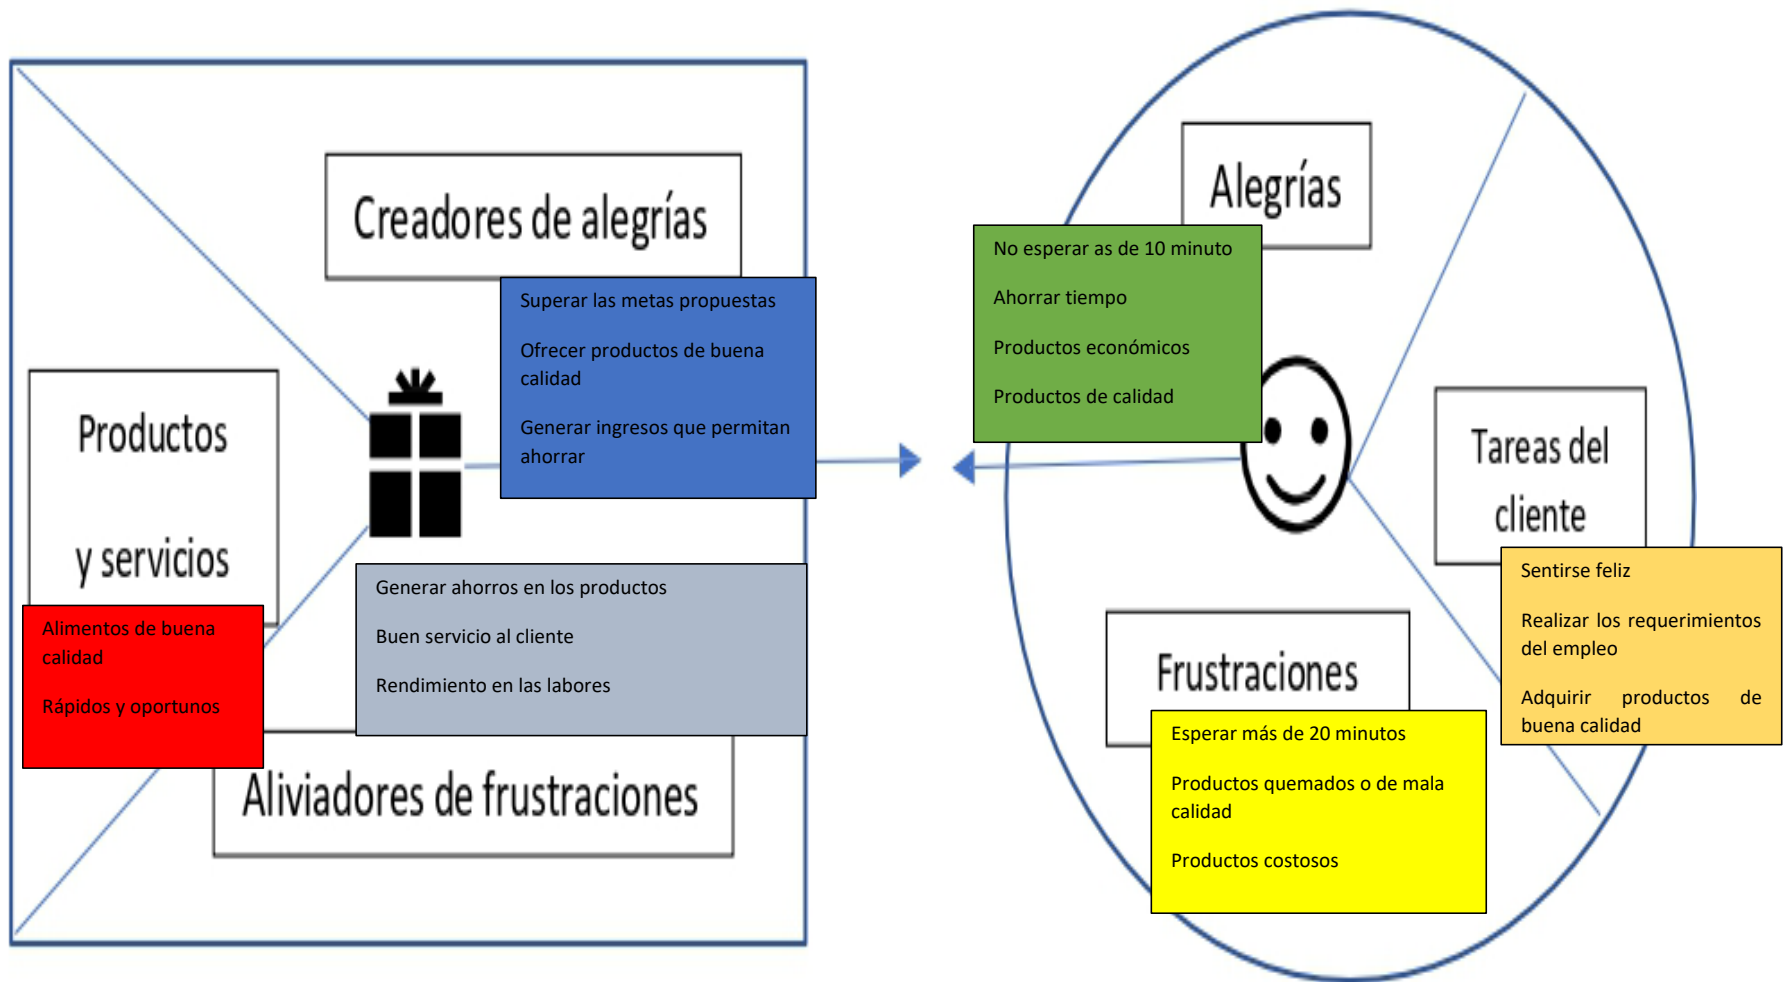 Creadores de alegrías
Superar las metas propuestas
Ofrecer productos de buena
calidad
Generar ingresos que permitan
ahorrar
Productos
y servicios
Alimentos de buena
calidad
Rápidos y oportunos
Generar ahorros en los productos
Buen servicio al cliente
Rendimiento en las labores
Aliviadores de frustraciones
Alegrías
No esperar as de 10 minuto
Ahorrar tiempo
Productos económicos
Productos de calidad
Tareas del
cliente
Sentirse feliz
Realizar los requerimientos
del empleo
Adquirir productos de
buena calidad
Frustraciones
Esperar más de 20 minutos
Productos quemados o de mala
calidad
Productos costosos